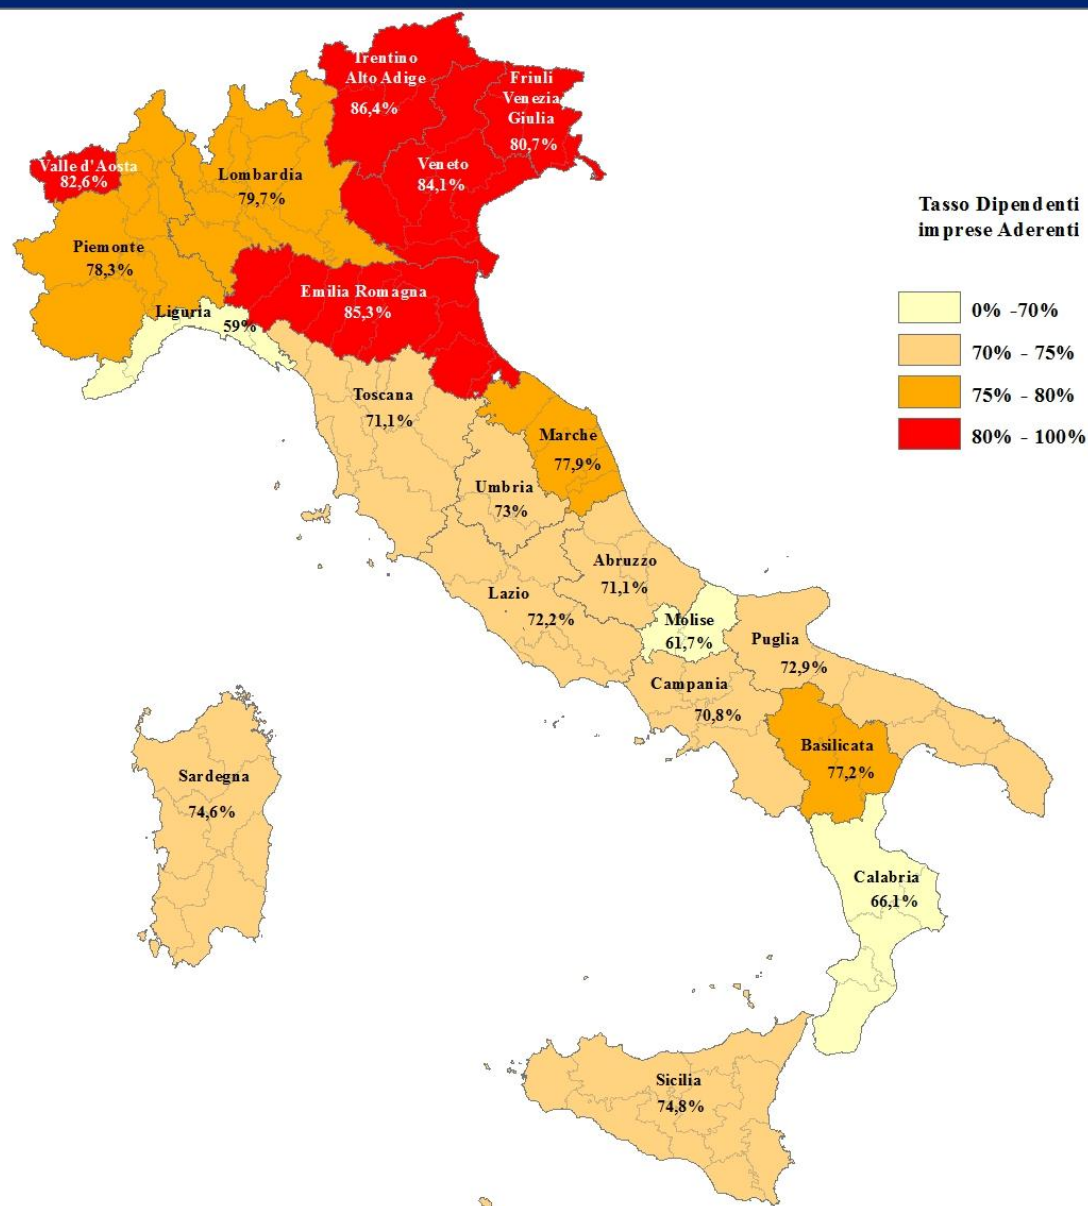 Trentino
Alto Adige
86,4%
Friuli
Venezia
Giulia
80,7%
Valle d'Aosta
82,6%
Lombardia
79,7%
Veneto
84,1%
Piemonte
78,3%
Emilia Romagna
85,3%
Liguria
59%
Toscana
71,1%
Marche
77,9%
Umbria
73%
Abruzzo
71,1%
Lazio
72,2%
Molise
61,7%
Puglia
72,9%
Campania
70,8%
Basilicata
77,2%
Sardegna
74,6%
Calabria
66,1%
Sicilia
74,8%
Tasso Dipendenti
imprese Aderenti
0% -70%
70% - 75%
75% - 80%
80% - 100%